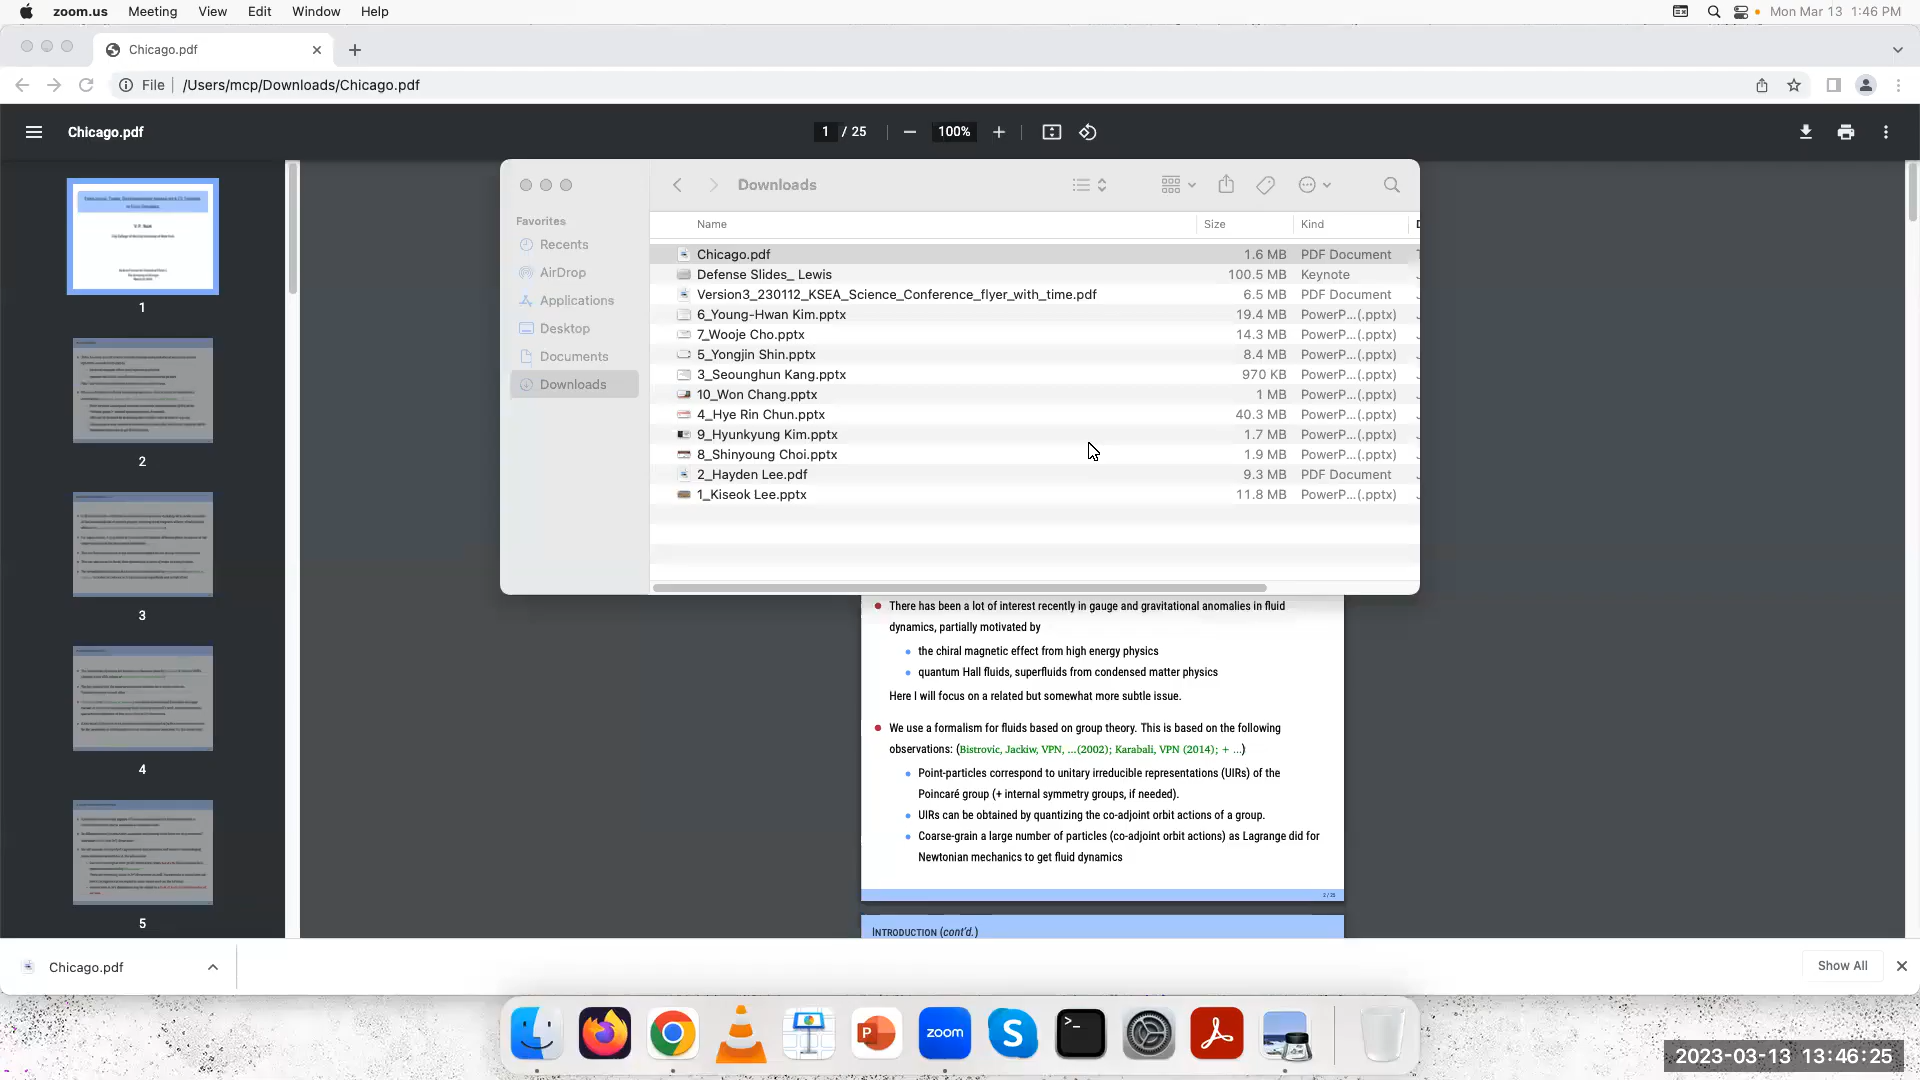 zoom.us Meeting View Edit Window Help Mon Mar 13 1:46 PM
Chicago.pdf
File /Users/mcp/Downloads/Chicago.pdf
Chicago.pdf 1 / 25 100%
Downloads
Favorites
Recents
AirDrop
Applications
Desktop
Documents
Downloads
Name Size Kind
Chicago.pdf 1.6 MB PDF Document
Defense Slides_ Lewis 100.5 MB Keynote
Version3_230112_KSEA_Science_Conference_flyer_with_time.pdf 6.5 MB PDF Document
6_Young-Hwan Kim.pptx 19.4 MB PowerP...(.pptx)
7_Wooje Cho.pptx 14.3 MB PowerP...(.pptx)
5_Yongjin Shin.pptx 8.4 MB PowerP...(.pptx)
3_Seounghun Kang.pptx 970 KB PowerP...(.pptx)
10_Won Chang.pptx 1 MB PowerP...(.pptx)
4_Hye Rin Chun.pptx 40.3 MB PowerP...(.pptx)
9_Hyunkyung Kim.pptx 1.7 MB PowerP...(.pptx)
8_Shinyoung Choi.pptx 1.9 MB PowerP...(.pptx)
2_Hayden Lee.pdf 9.3 MB PDF Document
1_Kiseok Lee.pptx 11.8 MB PowerP...(.pptx)
1
2
3
4
5
There has been a lot of interest recently in gauge and gravitational anomalies in fluid
dynamics, partially motivated by
the chiral magnetic effect from high energy physics
quantum Hall fluids, superfluids from condensed matter physics
Here I will focus on a related but somewhat more subtle issue.
We use a formalism for fluids based on group theory. This is based on the following
observations: (Bistrovic, Jackiw, VPN, ...(2002); Karabali, VPN (2014); + ...)
Point-particles correspond to unitary irreducible representations (UIRs) of the
Poincaré group (+ internal symmetry groups, if needed).
UIRs can be obtained by quantizing the co-adjoint orbit actions of a group.
Coarse-grain a large number of particles (co-adjoint orbit actions) as Lagrange did for
Newtonian mechanics to get fluid dynamics
2 / 25
INTRODUCTION (cont'd.)
Chicago.pdf Show All
zoom
2023-03-13 13:46:25